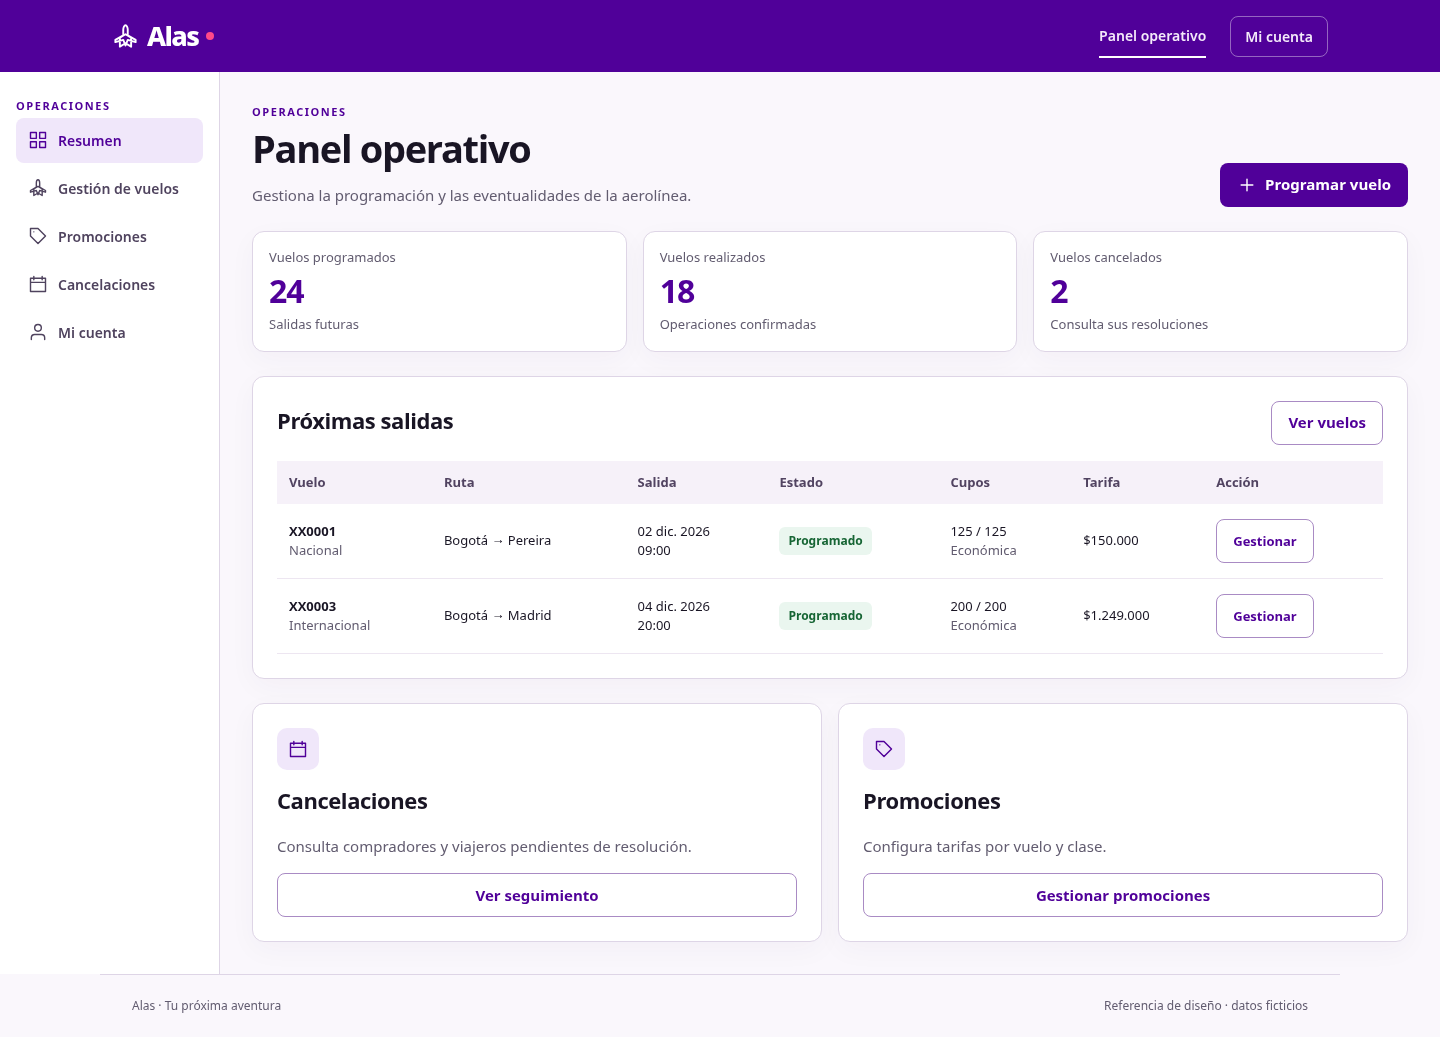 Alas
Panel operativo
Mi cuenta
OPERACIONES
Resumen
Gestión de vuelos
Promociones
Cancelaciones
Mi cuenta
OPERACIONES
Panel operativo
Gestiona la programación y las eventualidades de la aerolínea.
Programar vuelo
Vuelos programados
24
Salidas futuras
Vuelos realizados
18
Operaciones confirmadas
Vuelos cancelados
2
Consulta sus resoluciones
Próximas salidas
Ver vuelos
Vuelo Ruta Salida Estado Cupos Tarifa Acción
XX0001
Nacional
Bogotá → Pereira
02 dic. 2026
09:00
Programado
125 / 125
Económica
$150.000
Gestionar
XX0003
Internacional
Bogotá → Madrid
04 dic. 2026
20:00
Programado
200 / 200
Económica
$1.249.000
Gestionar
Cancelaciones
Consulta compradores y viajeros pendientes de resolución.
Ver seguimiento
Promociones
Configura tarifas por vuelo y clase.
Gestionar promociones
Alas · Tu próxima aventura
Referencia de diseño · datos ficticios